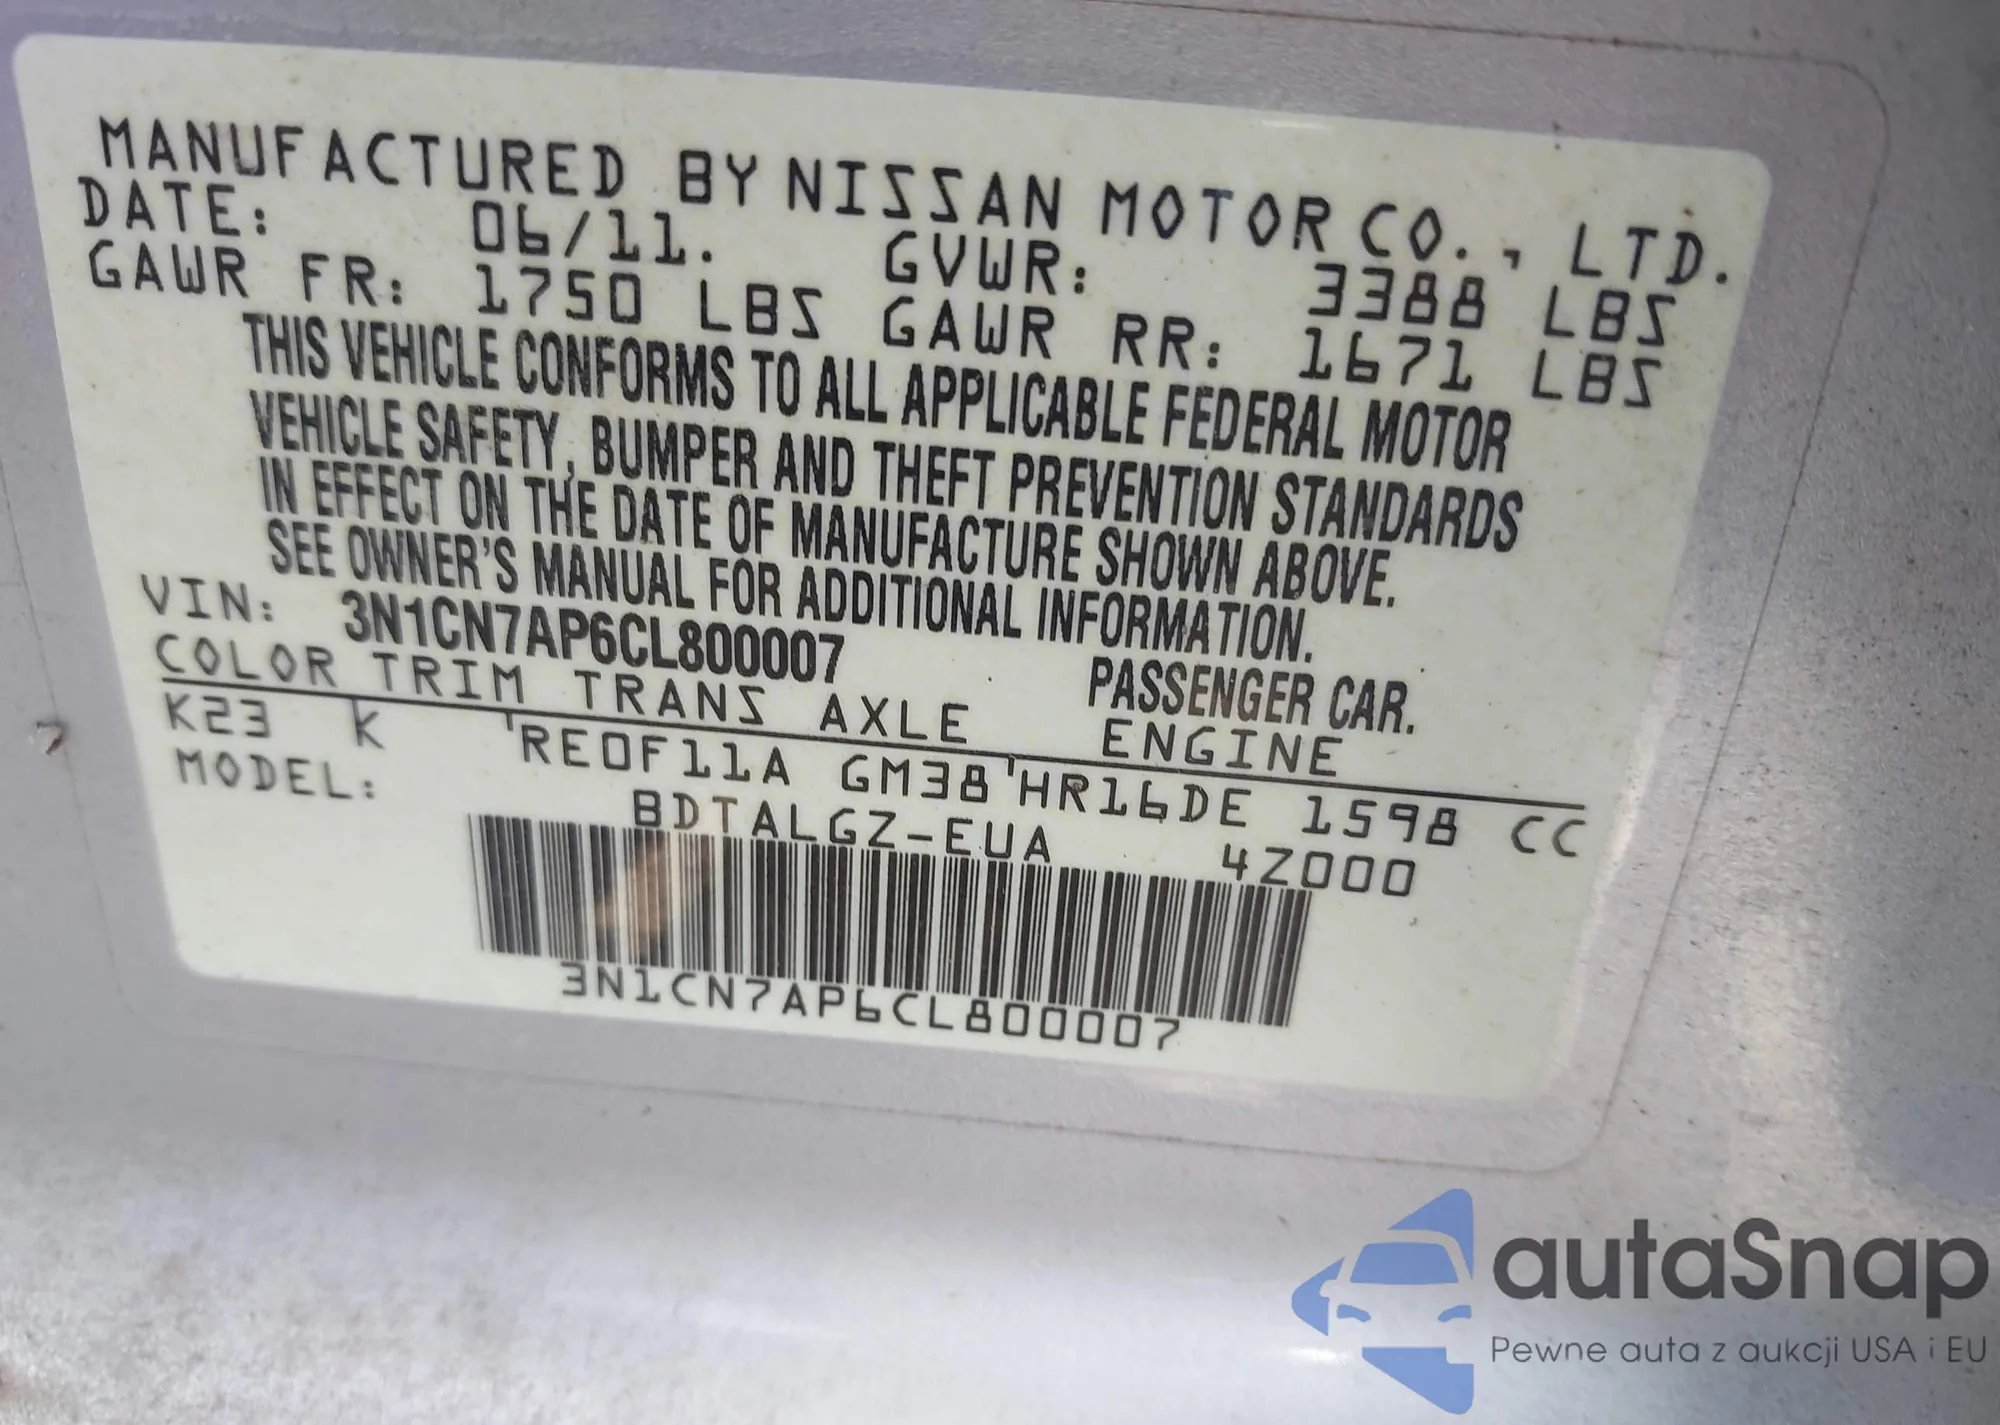 MANUFACTURED BY NISSAN MOTOR CO., LTD.
DATE: 06/11. GVWR: 3388 LBS
GAWR FR: 1750 LBS GAWR RR: 1671 LBS
THIS VEHICLE CONFORMS TO ALL APPLICABLE FEDERAL MOTOR
VEHICLE SAFETY, BUMPER AND THEFT PREVENTION STANDARDS
IN EFFECT ON THE DATE OF MANUFACTURE SHOWN ABOVE.
SEE OWNER'S MANUAL FOR ADDITIONAL INFORMATION.
VIN: 3N1CN7AP6CL800007 PASSENGER CAR.
COLOR TRIM TRANS AXLE ENGINE
K23 K RE0F11A GM38 HR16DE 1598 CC
MODEL: BDTALGZ-EUA 4Z000
3N1CN7AP6CL800007
autaSnap
Pewne auta z aukcji USA i EU